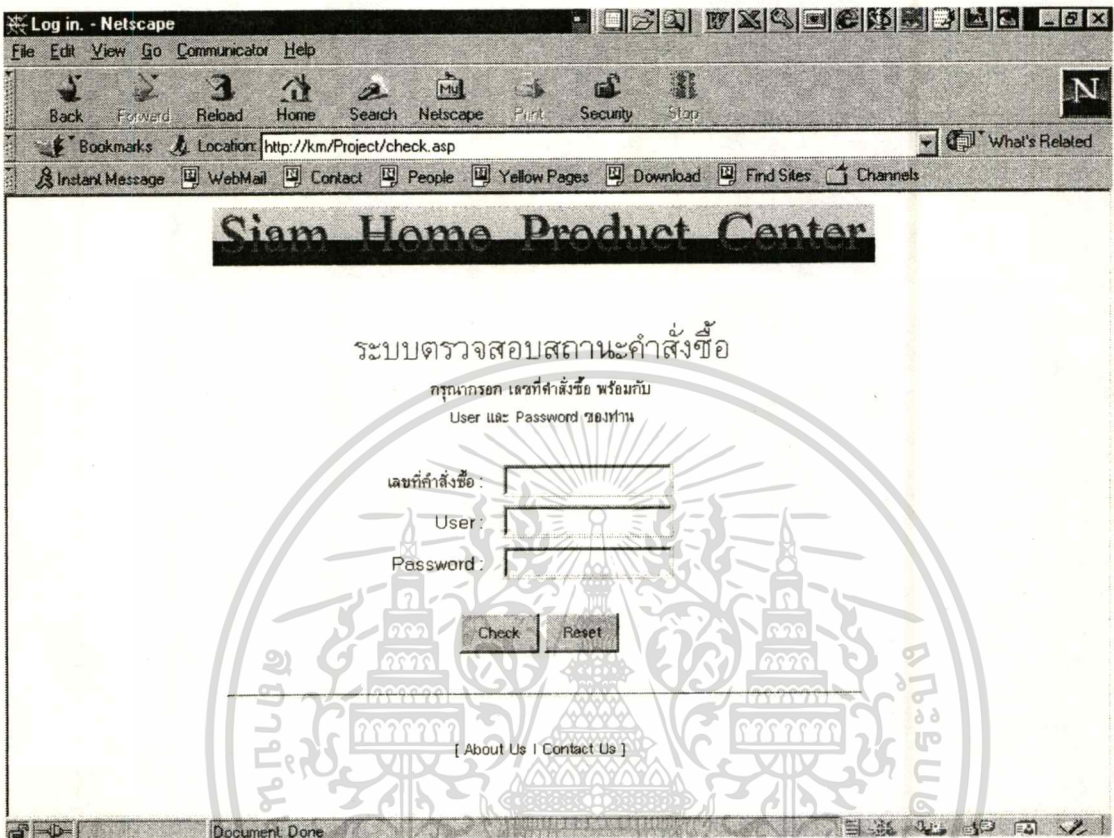 Log in. - Netscape
File Edit View Go Communicator Help
Back Forward Reload Home Search Netscape Print Security Stop
My
N
Bookmarks Location: http://km/Project/check.asp What's Related
Instant Message WebMail Contact People Yellow Pages Download Find Sites Channels
Siam Home Product Center
ระบบตรวจสอบสถานะคำสั่งซื้อ
กรุณากรอก เลขที่คำสั่งซื้อ พร้อมกับ
User และ Password ของท่าน
เลขที่คำสั่งซื้อ :
User :
Password :
Check Reset
[ About Us | Contact Us ]
Document: Done